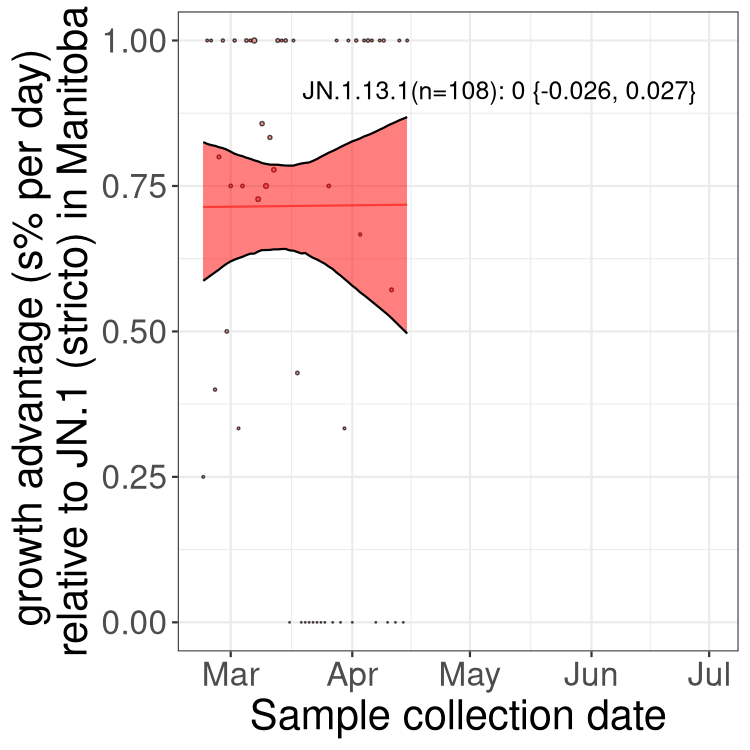 growth advantage (s% per day)
relative to JN.1 (stricto) in Manitoba
1.00
0.75
0.50
0.25
0.00
JN.1.13.1(n=108): 0 {-0.026, 0.027}
Mar Apr May Jun Jul
Sample collection date